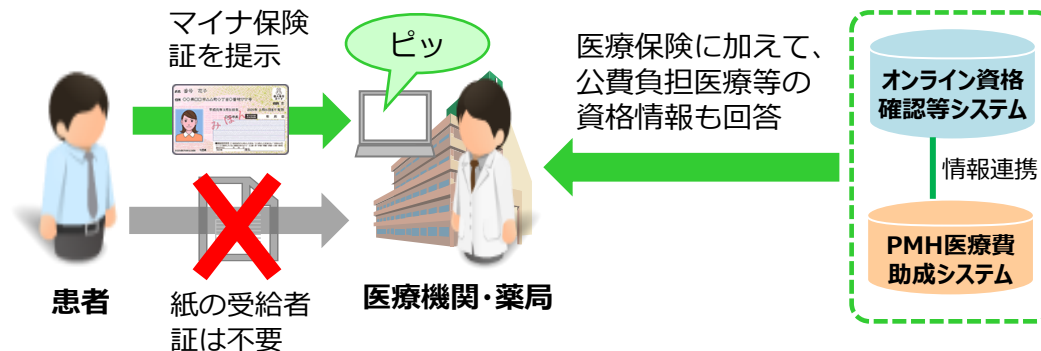 マイナ保険
証を提示
ピッ
みほん
医療保険に加えて、
公費負担医療等の
資格情報も回答
オンライン資格
確認等システム
情報連携
PMH医療費
助成システム
患者
紙の受給者
証は不要
医療機関・薬局